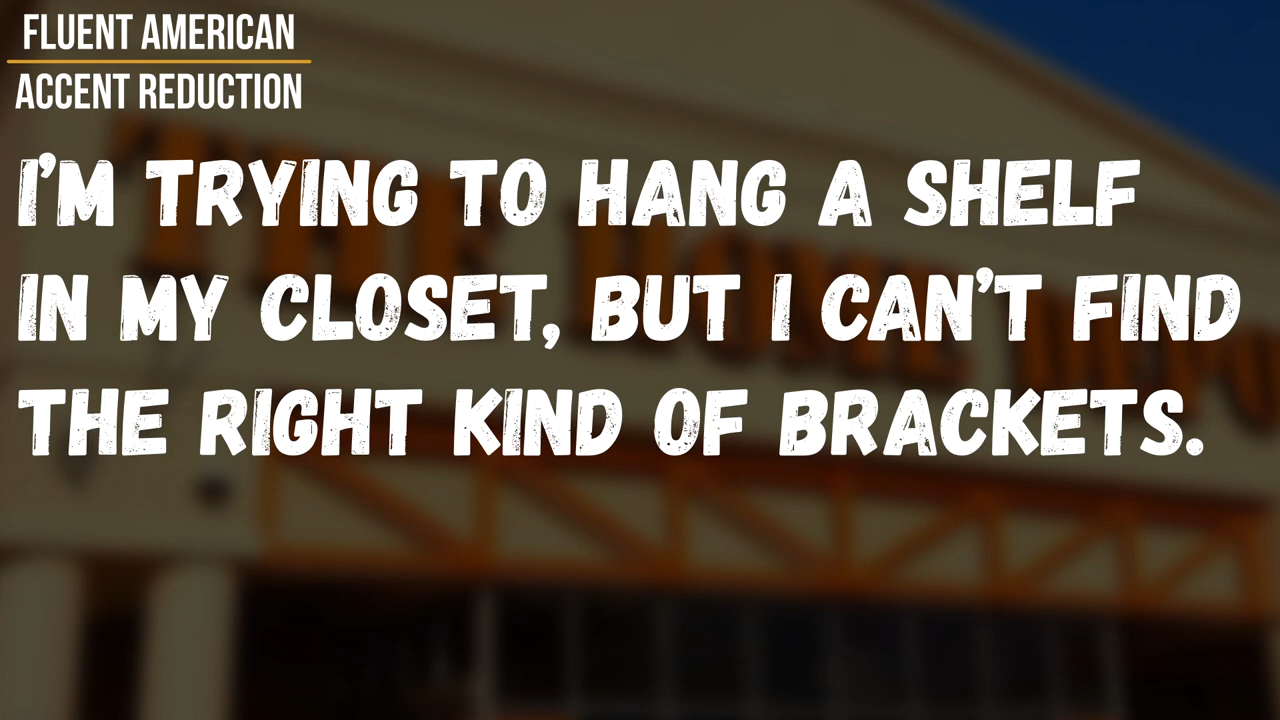 FLUENT AMERICAN
ACCENT REDUCTION
I'M TRYING TO HANG A SHELF
IN MY CLOSET, BUT I CAN'T FIND
THE RIGHT KIND OF BRACKETS.